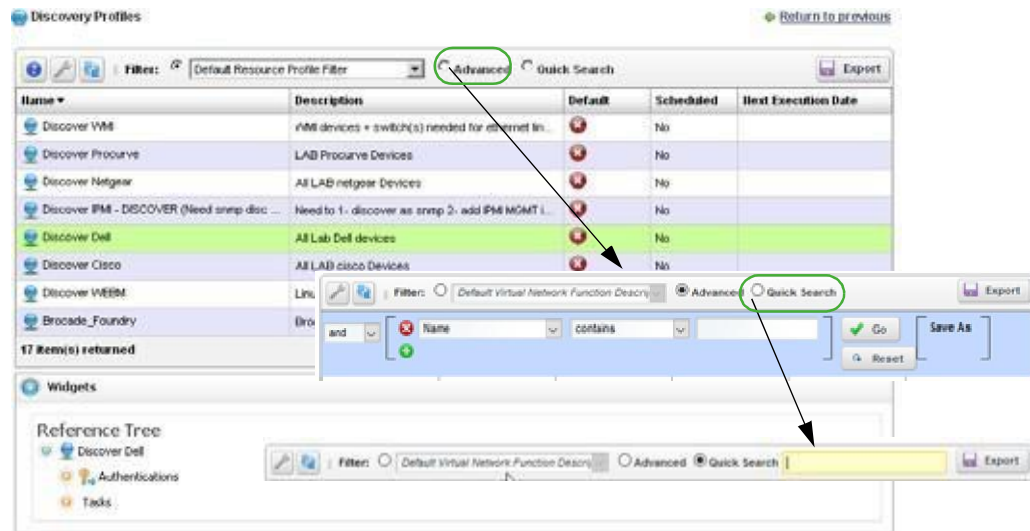 Discovery Profiles
Return to previous
Filter: Default Resource Profile Filter Advanced Quick Search Export
Name Description Default Scheduled Next Execution Date
Discover WMI WMI devices + switch(s) needed for ethernet lin... No
Discover Procurve LAB Procurve Devices No
Discover Netgear All LAB netgear Devices No
Discover IPMI - DISCOVER (Need snmp disc ... Need to 1- discover as snmp 2- add IPMI MGMT i... No
Discover Dell All Lab Dell devices No
Discover Cisco All LAB cisco Devices No
Discover WEBM Linu
Brocade_Foundry Broc
17 item(s) returned
Filter: Default Virtual Network Function Descrip Advanced Quick Search Export
and Name contains Go Save As
Reset
Widgets
Reference Tree
Discover Dell
Authentications
Tasks
Filter: Default Virtual Network Function Descrip Advanced Quick Search Export